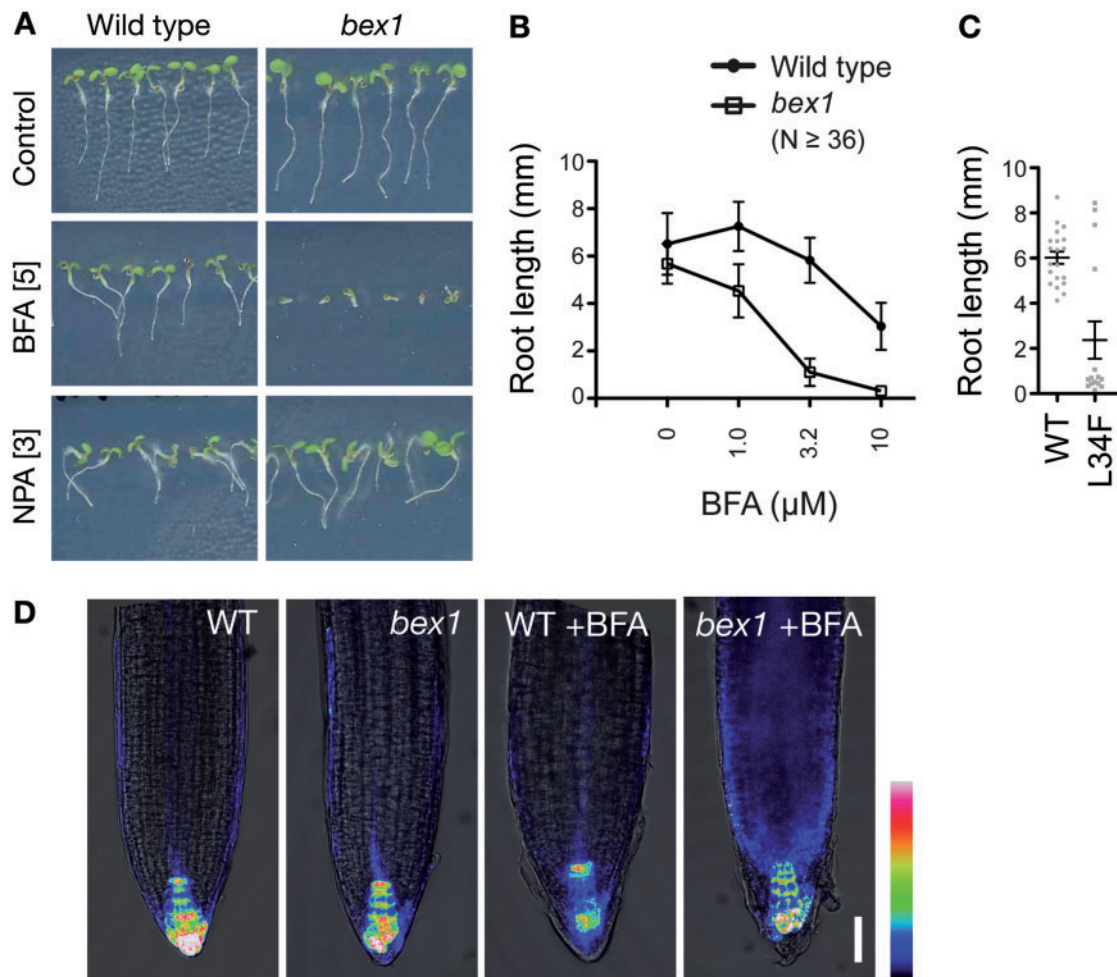 A
Wild type
bex1
Control
BFA [5]
NPA [3]
B
Wild type
bex1
(N ≥ 36)
Root length (mm)
10
8
6
4
2
0
0
1.0
3.2
10
BFA (µM)
C
Root length (mm)
10
8
6
4
2
0
WT
L34F
D
WT
bex1
WT +BFA
bex1 +BFA